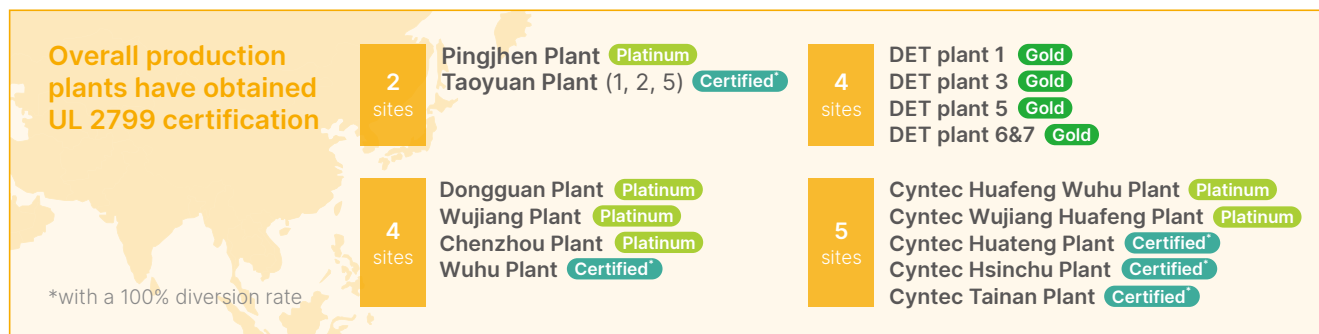 Overall production
plants have obtained
UL 2799 certification
*with a 100% diversion rate
2
sites
Pingjhen Plant Platinum
Taoyuan Plant (1, 2, 5) Certified*
4
sites
DET plant 1 Gold
DET plant 3 Gold
DET plant 5 Gold
DET plant 6&7 Gold
4
sites
Dongguan Plant Platinum
Wujiang Plant Platinum
Chenzhou Plant Platinum
Wuhu Plant Certified*
5
sites
Cyntec Huafeng Wuhu Plant Platinum
Cyntec Wujiang Huafeng Plant Platinum
Cyntec Huateng Plant Certified*
Cyntec Hsinchu Plant Certified*
Cyntec Tainan Plant Certified*